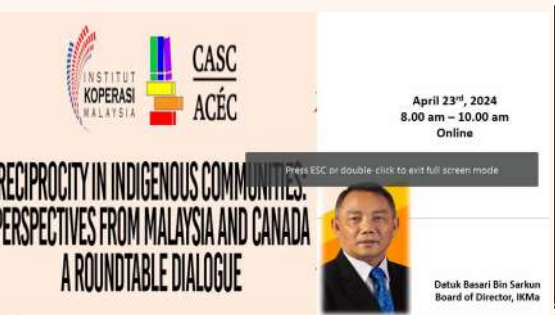 INSTITUT
KOPERASI
MALAYSIA
CASC
ACÉC
April 23rd, 2024
8.00 am – 10.00 am
Online
Press ESC or double-click to exit full screen mode
RECIPROCITY IN INDIGENOUS COMMUNITIES:
PERSPECTIVES FROM MALAYSIA AND CANADA
A ROUNDTABLE DIALOGUE
Datuk Basari Bin Sarkun
Board of Director, IKMa